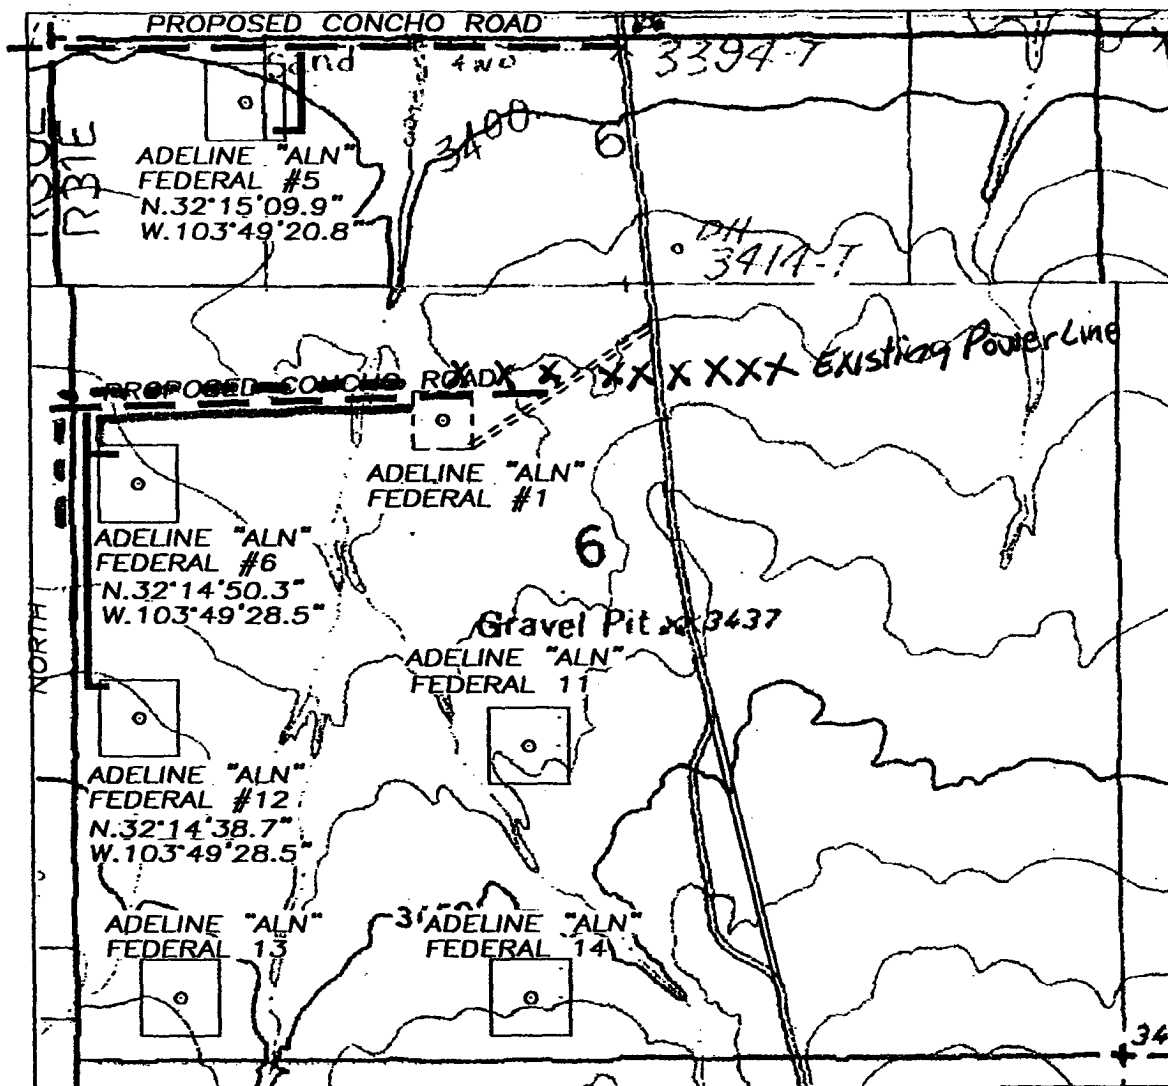 PROPOSED CONCHO ROAD
Sand
3394-T
R31E
3400
6
ADELINE "ALN"
FEDERAL #5
N.32°15'09.9"
W.103°49'20.8"
DH
3414-T
Existing Power Line
PROPOSED CONCHO ROAD
X X X X X X X X X
ADELINE "ALN"
FEDERAL #1
6
ADELINE "ALN"
FEDERAL #6
N.32°14'50.3"
W.103°49'28.5"
NORTH
Gravel Pit 3437
ADELINE "ALN"
FEDERAL 11
ADELINE "ALN"
FEDERAL #12
N.32°14'38.7"
W.103°49'28.5"
ADELINE "ALN"
FEDERAL 13
ADELINE "ALN"
FEDERAL 14
34